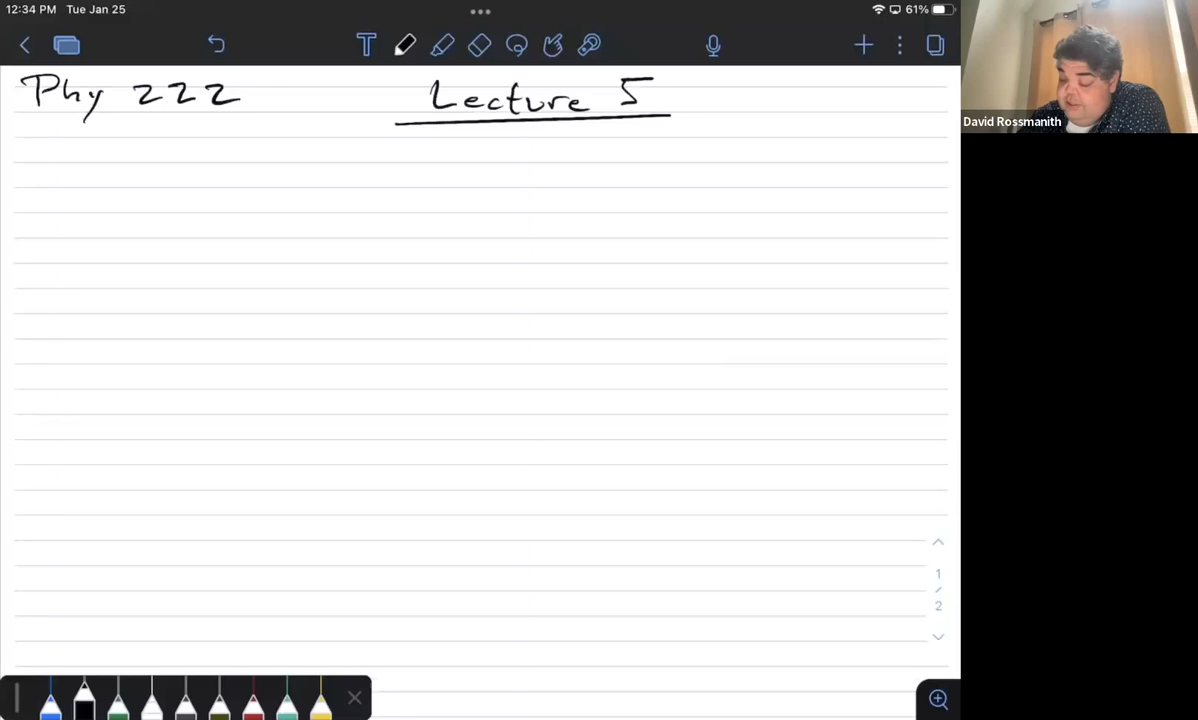 12:34 PM Tue Jan 25
61%
Phy 222 Lecture 5
David Rossmanith
1
2